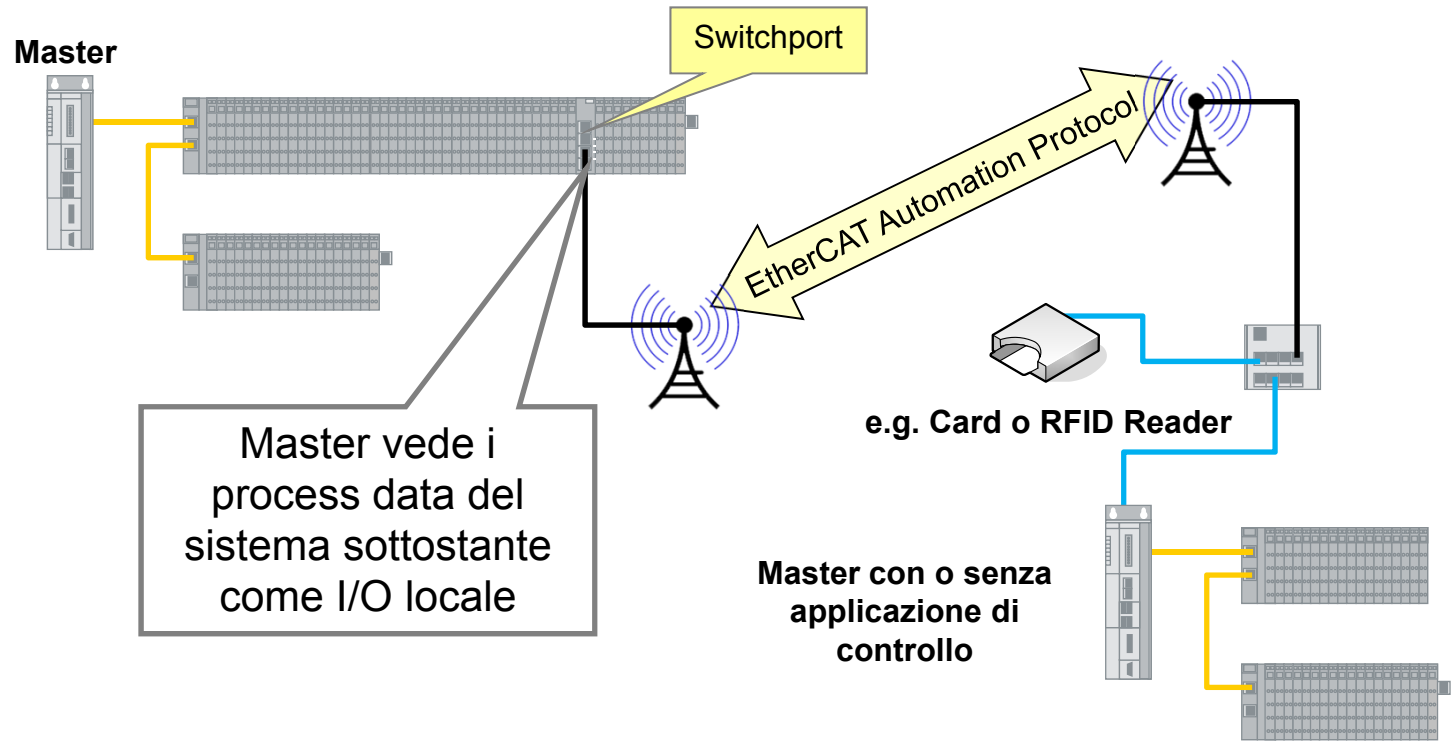 Master
Switchport
EtherCAT Automation Protocol
Master vede i
process data del
sistema sottostante
come I/O locale
e.g. Card o RFID Reader
Master con o senza
applicazione di
controllo